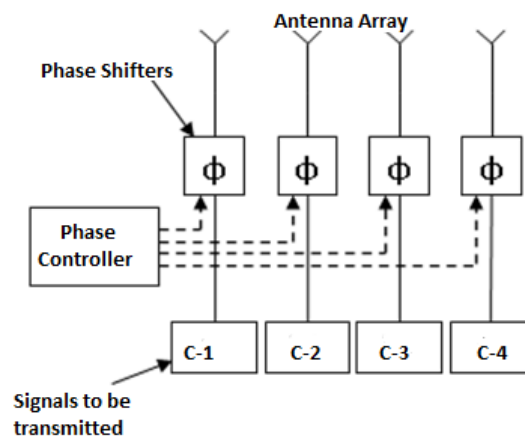 Antenna Array
Phase Shifters
Φ Φ Φ Φ
Phase
Controller
C-1 C-2 C-3 C-4
Signals to be
transmitted